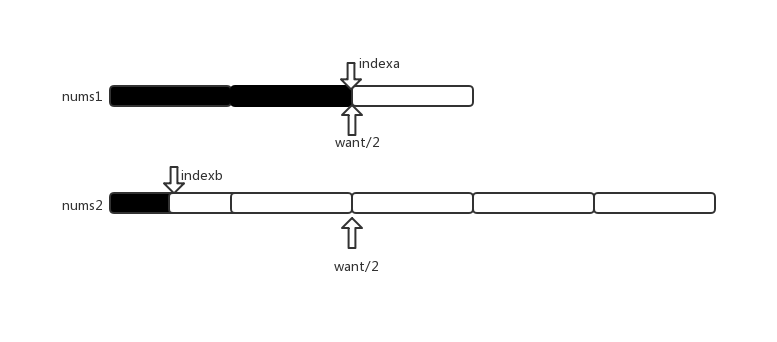 indexa
nums1
want/2
indexb
nums2
want/2